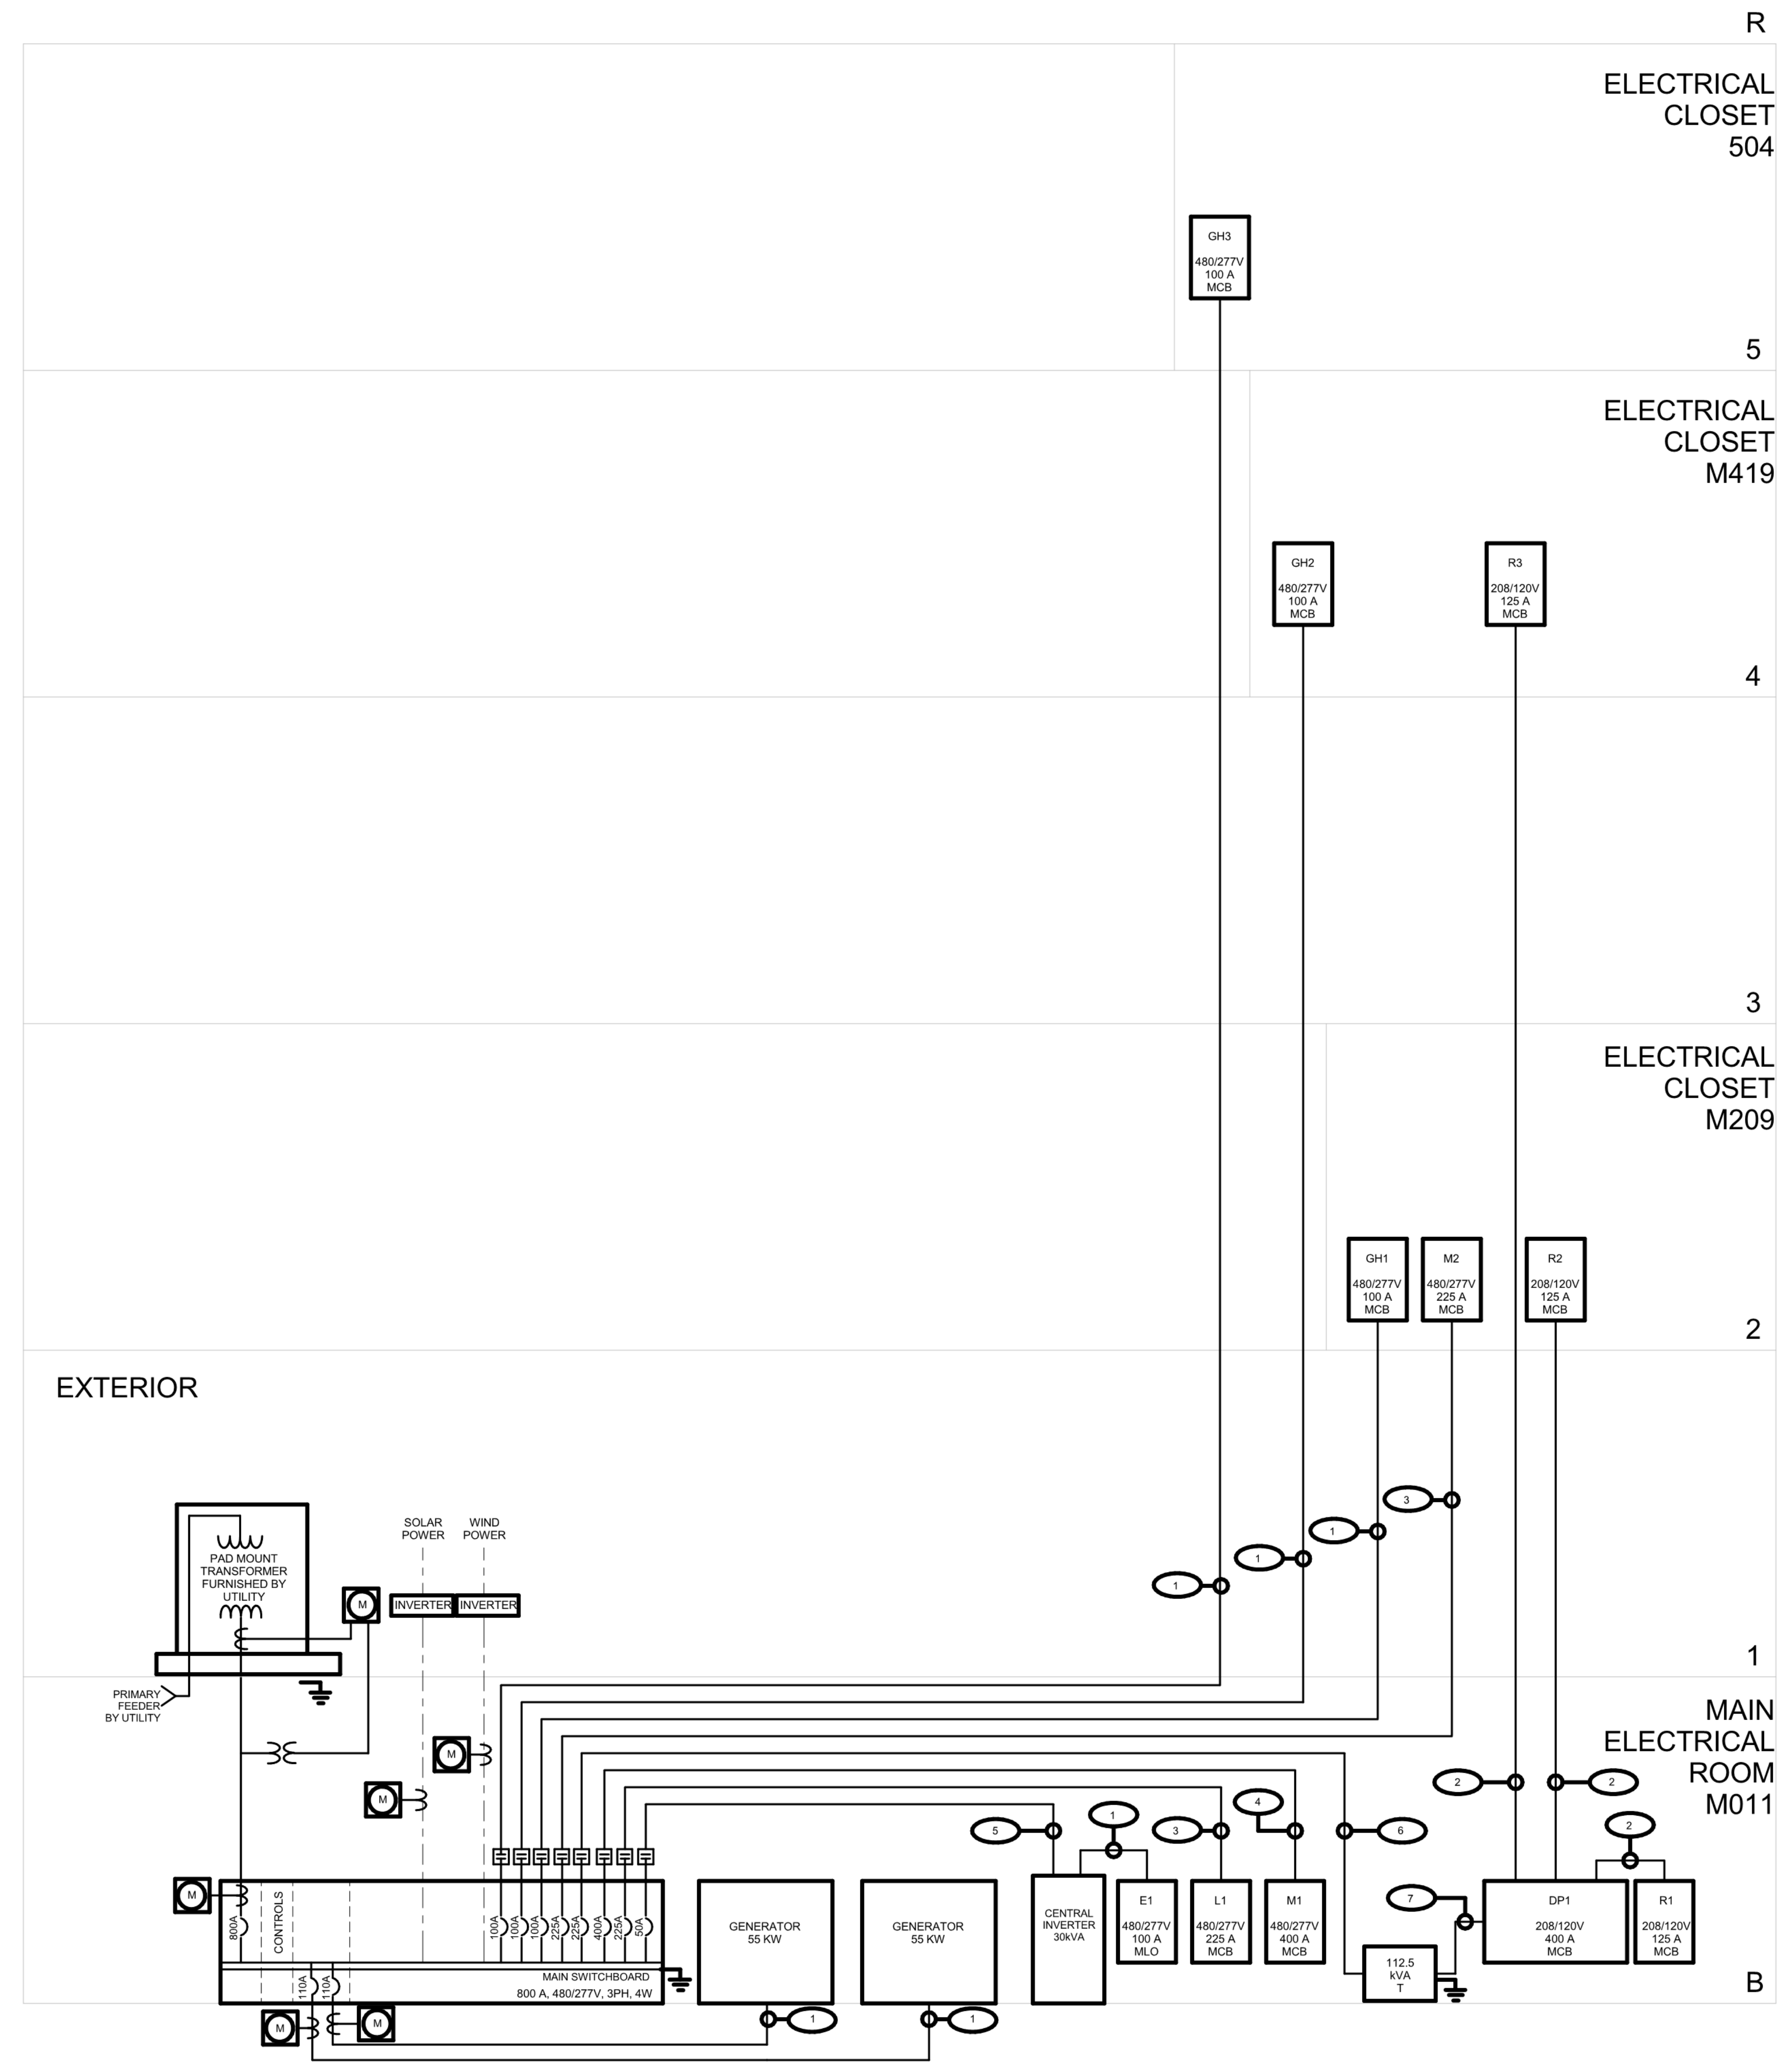 R
ELECTRICAL
CLOSET
504
GH3
480/277V
100 A
MCB
5
ELECTRICAL
CLOSET
M419
GH2
480/277V
100 A
MCB
R3
208/120V
125 A
MCB
4
3
ELECTRICAL
CLOSET
M209
GH1
480/277V
100 A
MCB
M2
480/277V
225 A
MCB
R2
208/120V
125 A
MCB
2
EXTERIOR
3
1
1
1
SOLAR
POWER
WIND
POWER
PAD MOUNT
TRANSFORMER
FURNISHED BY
UTILITY
M
INVERTER
INVERTER
1
PRIMARY
FEEDER
BY UTILITY
MAIN
ELECTRICAL
ROOM
M011
M
M
2
2
5
1
3
4
6
2
M
800A
CONTROLS
100A
100A
100A
225A
225A
400A
225A
50A
110A
110A
MAIN SWITCHBOARD
800 A, 480/277V, 3PH, 4W
GENERATOR
55 KW
GENERATOR
55 KW
CENTRAL
INVERTER
30kVA
E1
480/277V
100 A
MLO
L1
480/277V
225 A
MCB
M1
480/277V
400 A
MCB
7
112.5
kVA
T
DP1
208/120V
400 A
MCB
R1
208/120V
125 A
MCB
B
M
M
1
1